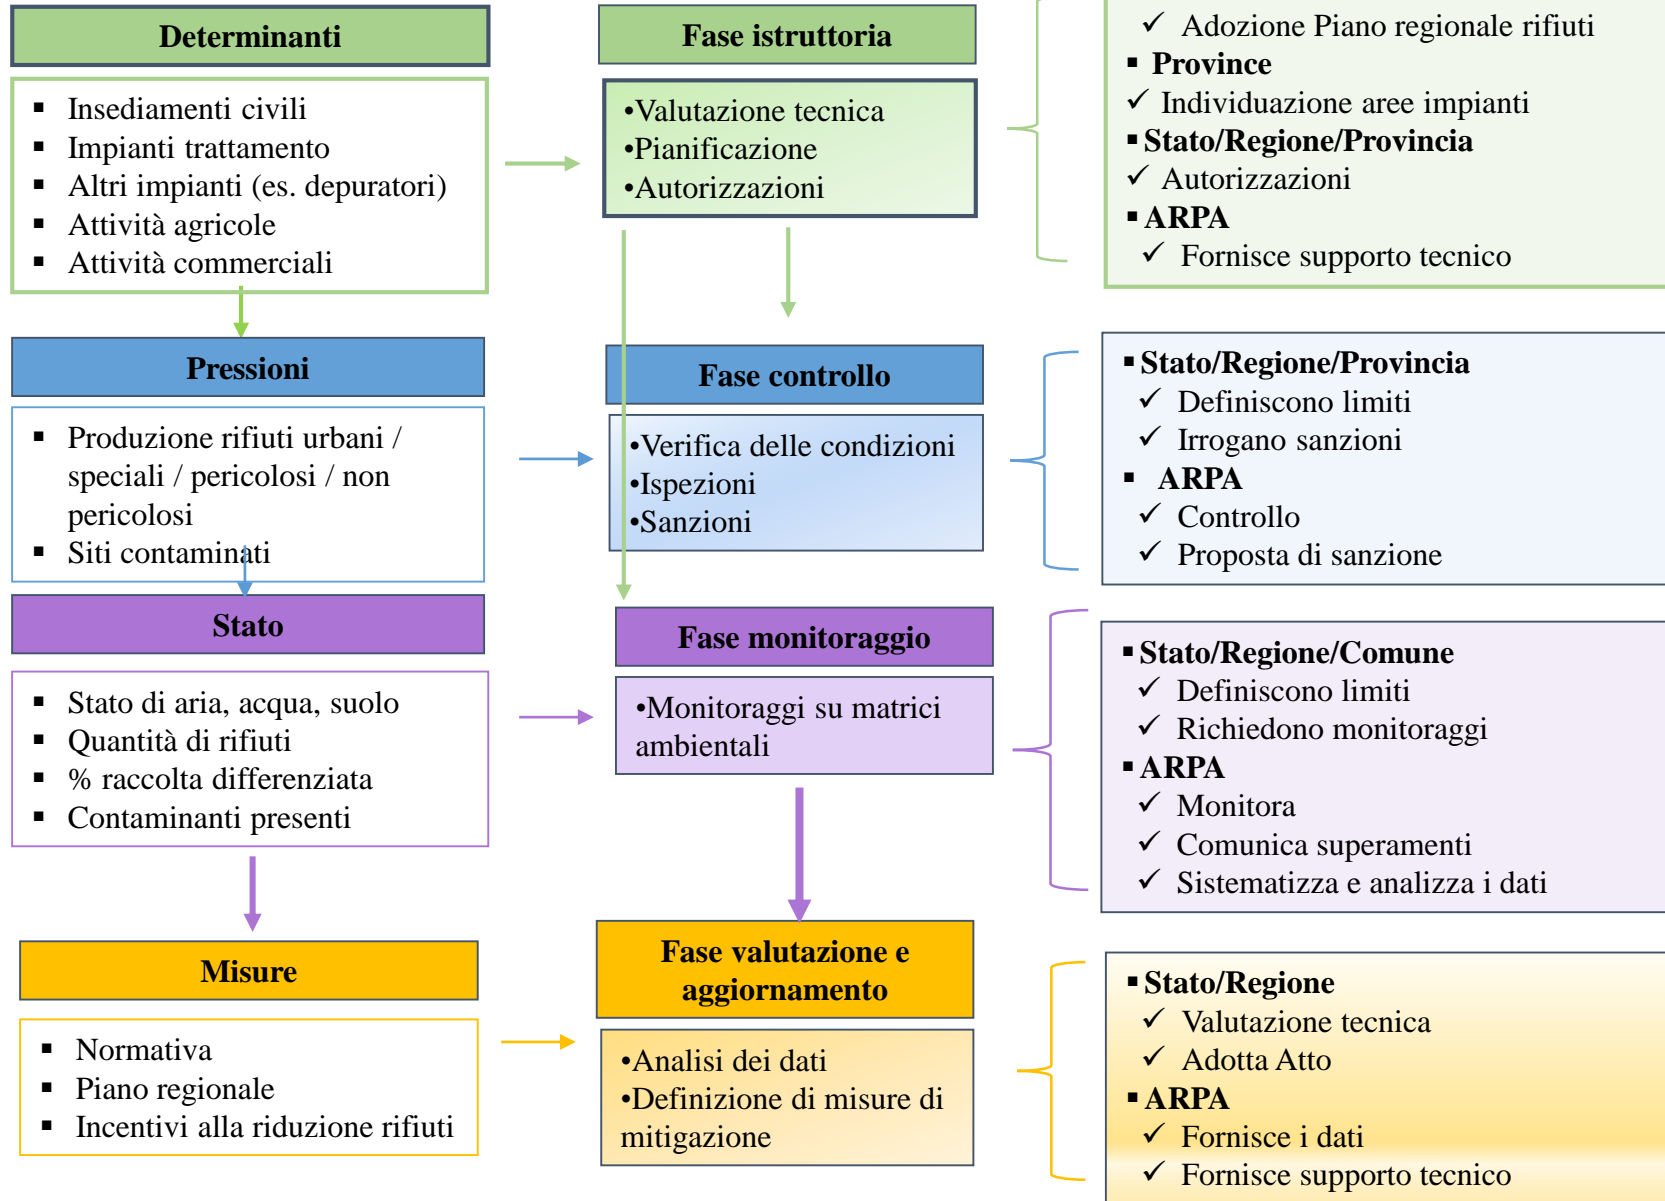 Determinanti
▪ Insediamenti civili
▪ Impianti trattamento
▪ Altri impianti (es. depuratori)
▪ Attività agricole
▪ Attività commerciali
Fase istruttoria
•Valutazione tecnica
•Pianificazione
•Autorizzazioni
✓ Adozione Piano regionale rifiuti
▪ Province
✓ Individuazione aree impianti
▪ Stato/Regione/Provincia
✓ Autorizzazioni
▪ ARPA
✓ Fornisce supporto tecnico
Pressioni
▪ Produzione rifiuti urbani /
speciali / pericolosi / non
pericolosi
▪ Siti contaminati
Fase controllo
•Verifica delle condizioni
•Ispezioni
•Sanzioni
▪ Stato/Regione/Provincia
✓ Definiscono limiti
✓ Irrogano sanzioni
▪ ARPA
✓ Controllo
✓ Proposta di sanzione
Stato
▪ Stato di aria, acqua, suolo
▪ Quantità di rifiuti
▪ % raccolta differenziata
▪ Contaminanti presenti
Fase monitoraggio
•Monitoraggi su matrici
ambientali
▪ Stato/Regione/Comune
✓ Definiscono limiti
✓ Richiedono monitoraggi
▪ ARPA
✓ Monitora
✓ Comunica superamenti
✓ Sistematizza e analizza i dati
Misure
▪ Normativa
▪ Piano regionale
▪ Incentivi alla riduzione rifiuti
Fase valutazione e
aggiornamento
•Analisi dei dati
•Definizione di misure di
mitigazione
▪ Stato/Regione
✓ Valutazione tecnica
✓ Adotta Atto
▪ ARPA
✓ Fornisce i dati
✓ Fornisce supporto tecnico